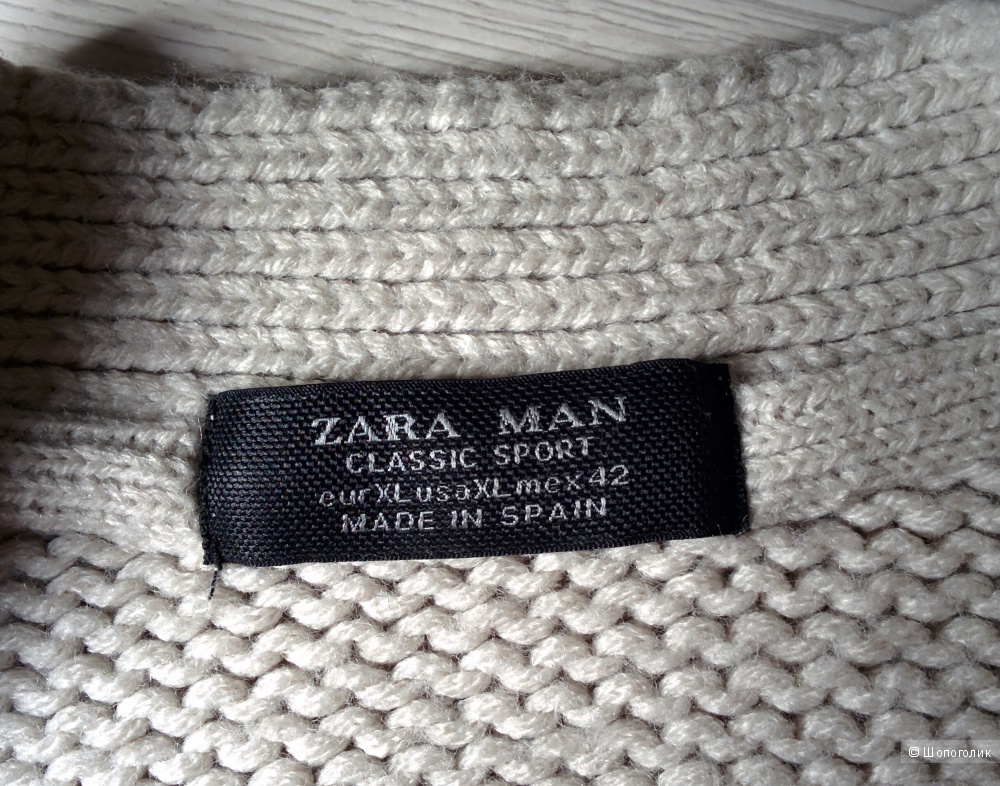 ZARA MAN
CLASSIC SPORT
eurXLusaXLmex42
MADE IN SPAIN
© Шопоголик